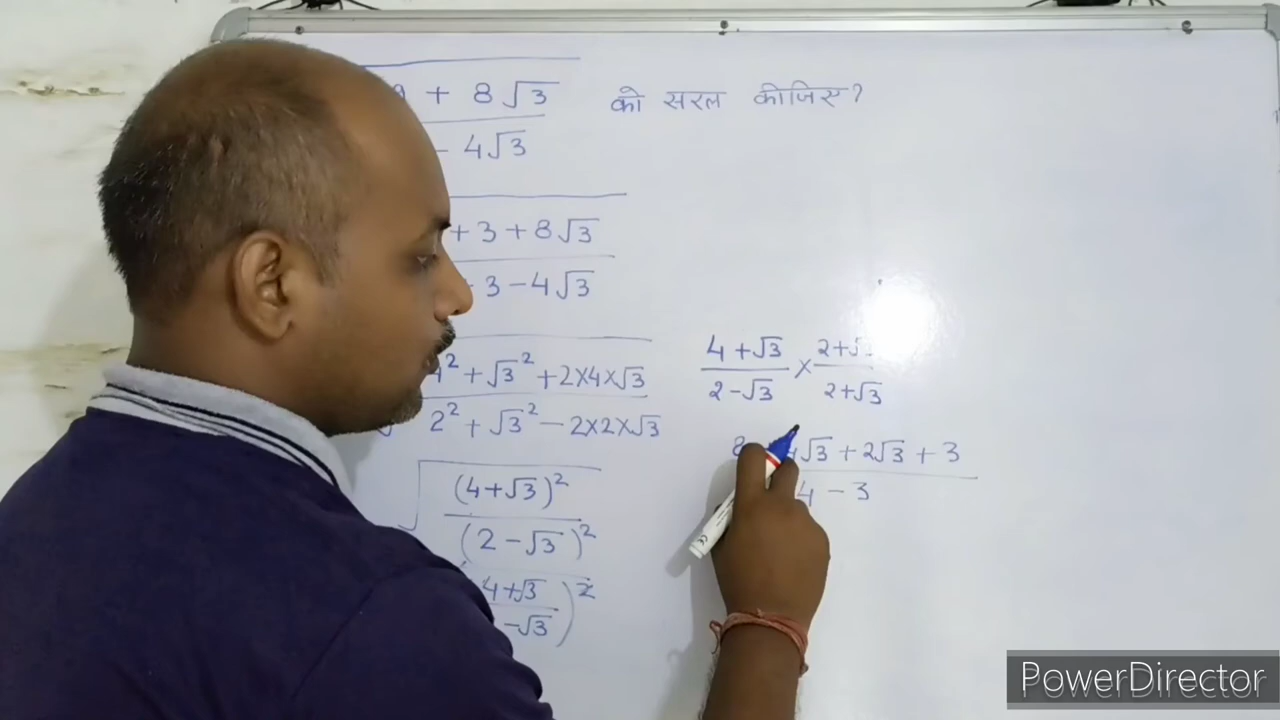 + 8√3 को सरल कीजिए?
- 4√3
+ 3 + 8√3
3 - 4√3
4² + √3² + 2×4×√3
2² + √3² - 2×2×√3
(4+√3)²
(2-√3)²
4+√3)²
-√3
4+√3 × 2+√3
2-√3 2+√3
8 4√3 + 2√3 + 3
4 - 3
PowerDirector